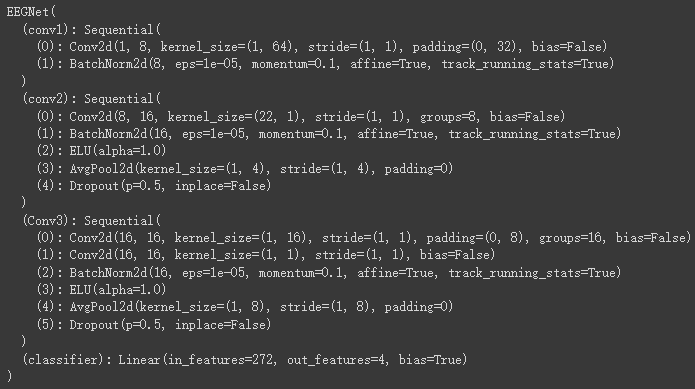 EEGNet(
  (conv1): Sequential(
    (0): Conv2d(1, 8, kernel_size=(1, 64), stride=(1, 1), padding=(0, 32), bias=False)
    (1): BatchNorm2d(8, eps=1e-05, momentum=0.1, affine=True, track_running_stats=True)
  )
  (conv2): Sequential(
    (0): Conv2d(8, 16, kernel_size=(22, 1), stride=(1, 1), groups=8, bias=False)
    (1): BatchNorm2d(16, eps=1e-05, momentum=0.1, affine=True, track_running_stats=True)
    (2): ELU(alpha=1.0)
    (3): AvgPool2d(kernel_size=(1, 4), stride=(1, 4), padding=0)
    (4): Dropout(p=0.5, inplace=False)
  )
  (Conv3): Sequential(
    (0): Conv2d(16, 16, kernel_size=(1, 16), stride=(1, 1), padding=(0, 8), groups=16, bias=False)
    (1): Conv2d(16, 16, kernel_size=(1, 1), stride=(1, 1), bias=False)
    (2): BatchNorm2d(16, eps=1e-05, momentum=0.1, affine=True, track_running_stats=True)
    (3): ELU(alpha=1.0)
    (4): AvgPool2d(kernel_size=(1, 8), stride=(1, 8), padding=0)
    (5): Dropout(p=0.5, inplace=False)
  )
  (classifier): Linear(in_features=272, out_features=4, bias=True)
)